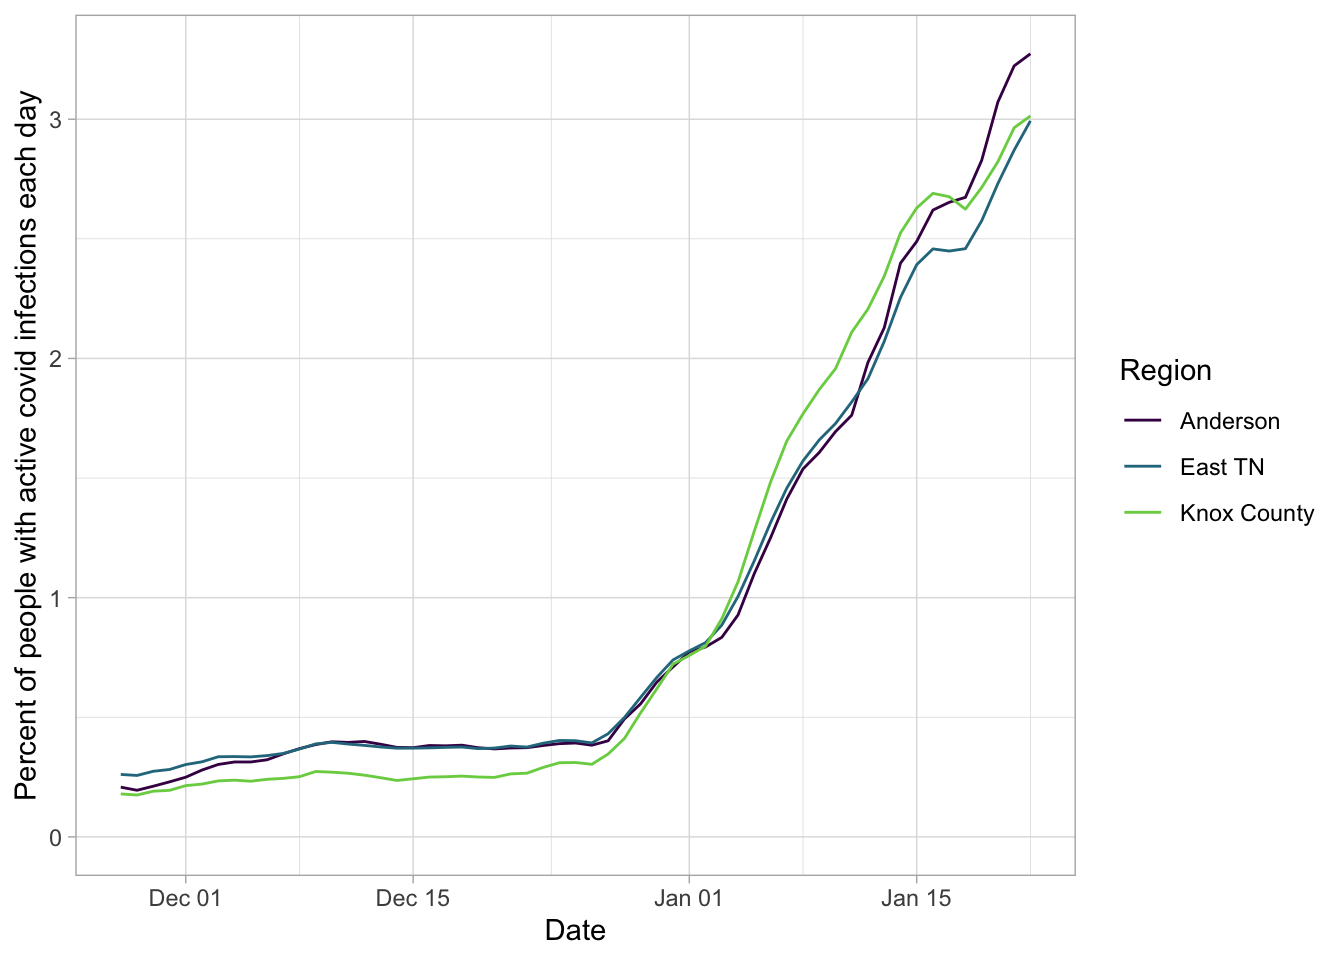 Percent of people with active covid infections each day
3
2
1
0
Dec 01
Dec 15
Jan 01
Jan 15
Date
Region
Anderson
East TN
Knox County